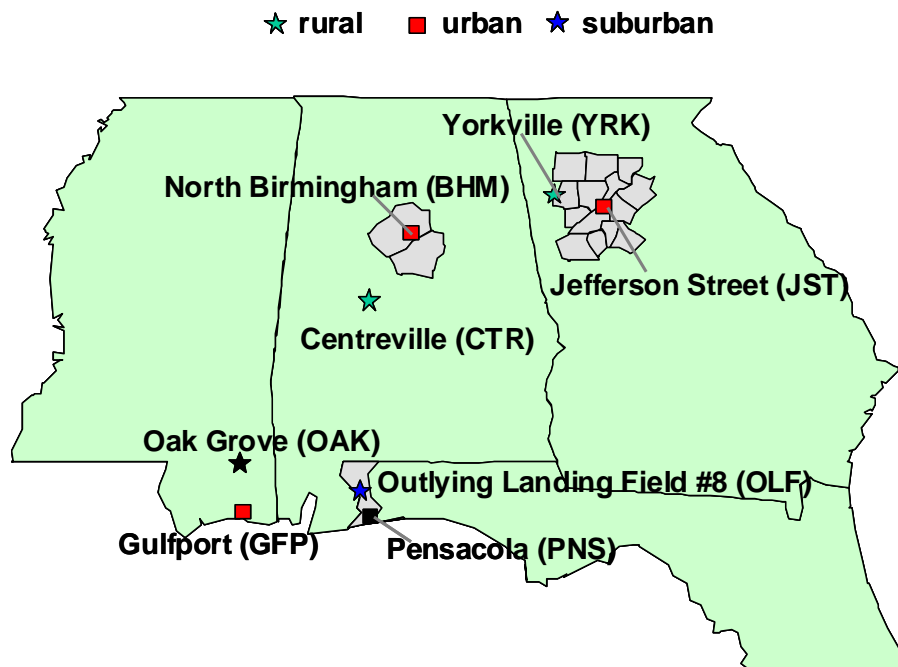 rural urban suburban
Yorkville (YRK)
North Birmingham (BHM)
Jefferson Street (JST)
Centreville (CTR)
Oak Grove (OAK)
Outlying Landing Field #8 (OLF)
Gulfport (GFP)
Pensacola (PNS)